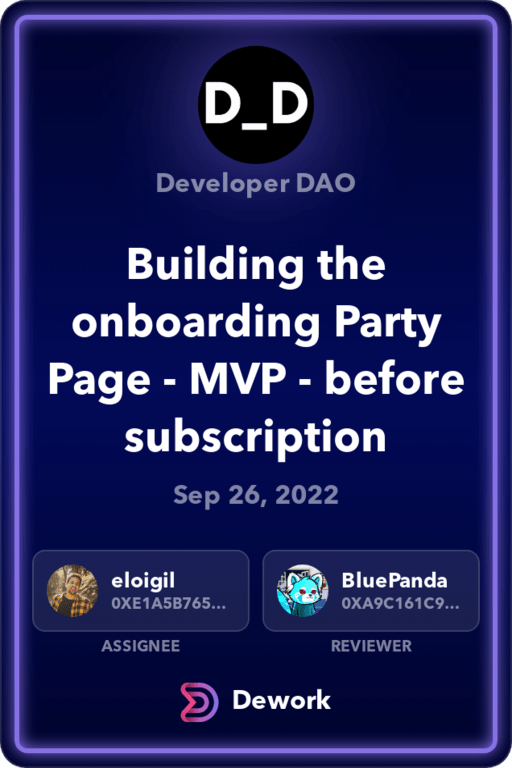 D_D
Developer DAO
Building the
onboarding Party
Page - MVP - before
subscription
Sep 26, 2022
eloigil
0XE1A5B765...
BluePanda
0XA9C161C9...
ASSIGNEE
REVIEWER
Dework